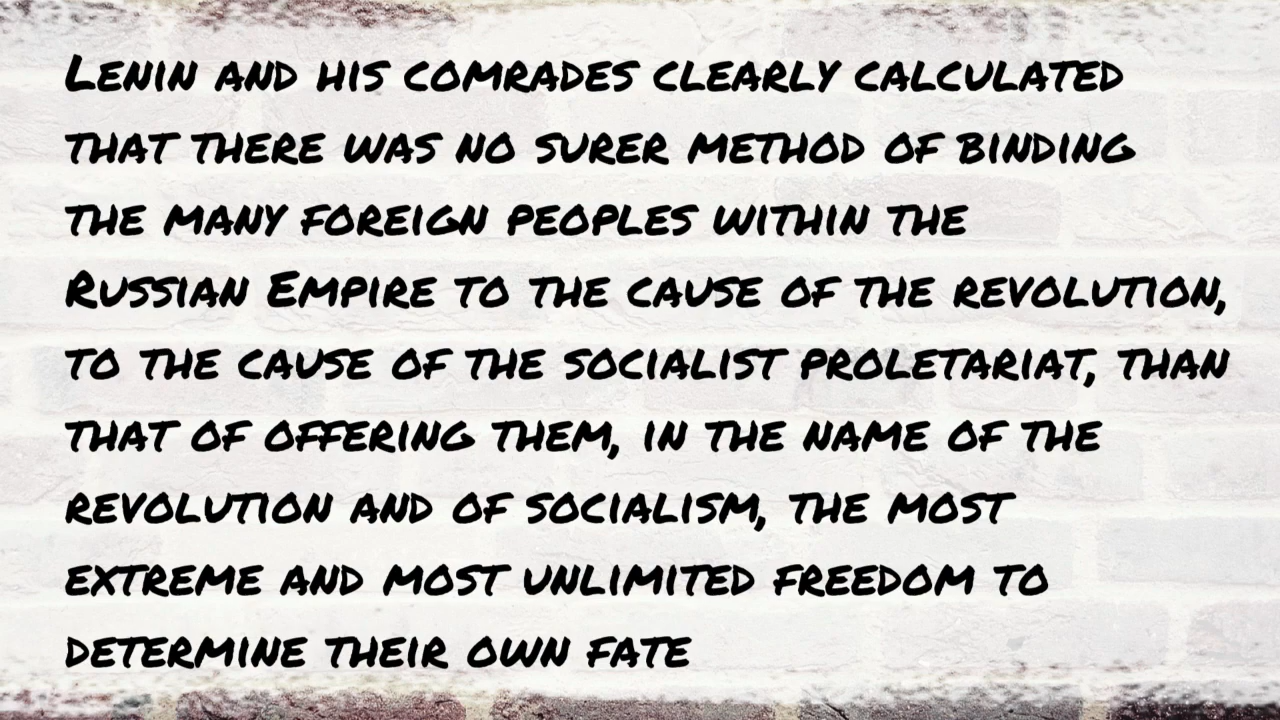 Lenin and his comrades clearly calculated
that there was no surer method of binding
the many foreign peoples within the
Russian Empire to the cause of the revolution,
to the cause of the socialist proletariat, than
that of offering them, in the name of the
revolution and of socialism, the most
extreme and most unlimited freedom to
determine their own fate